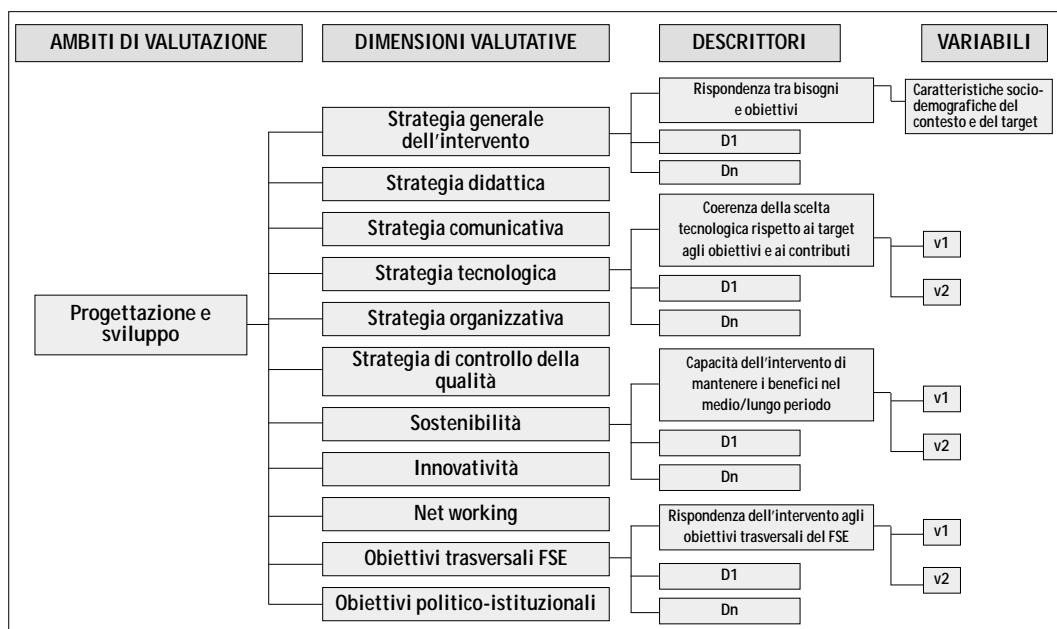 AMBITI DI VALUTAZIONE
DIMENSIONI VALUTATIVE
DESCRITTORI
VARIABILI
Progettazione e
sviluppo
Strategia generale
dell'intervento
Strategia didattica
Strategia comunicativa
Strategia tecnologica
Strategia organizzativa
Strategia di controllo della
qualità
Sostenibilità
Innovatività
Net working
Obiettivi trasversali FSE
Obiettivi politico-istituzionali
Rispondenza tra bisogni
e obiettivi
D1
Dn
Coerenza della scelta
tecnologica rispetto ai target
agli obiettivi e ai contributi
D1
Dn
Capacità dell'intervento di
mantenere i benefici nel
medio/lungo periodo
D1
Dn
Rispondenza dell'intervento agli
obiettivi trasversali del FSE
D1
Dn
Caratteristiche socio-
demografiche del
contesto e del target
v1
v2
v1
v2
v1
v2